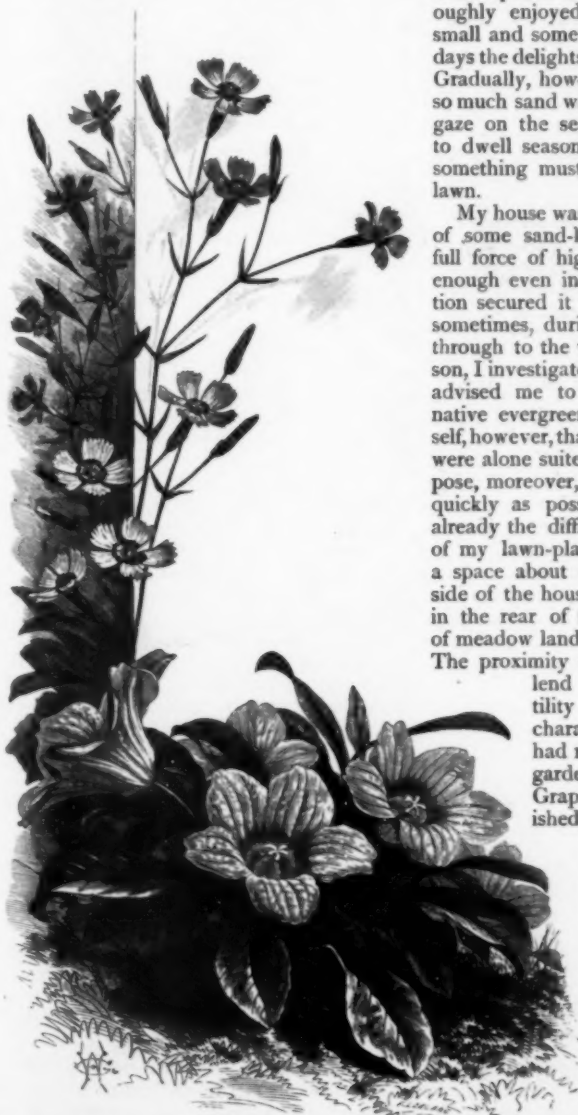 oughly enjoyed
small and some
days the delights
Gradually, how
so much sand w
gaze on the se
to dwell season
something must
lawn.
My house wa
of some sand-l
full force of hig
enough even in
tion secured it
sometimes, duri
through to the
son, I investigate
advised me to
native evergreen
self, however, tha
were alone suite
pose, moreover,
quickly as poss
already the diff
of my lawn-pla
a space about
side of the hous
in the rear of
of meadow land
The proximity
lend
tility
chara
had r
garde
Grap
ished